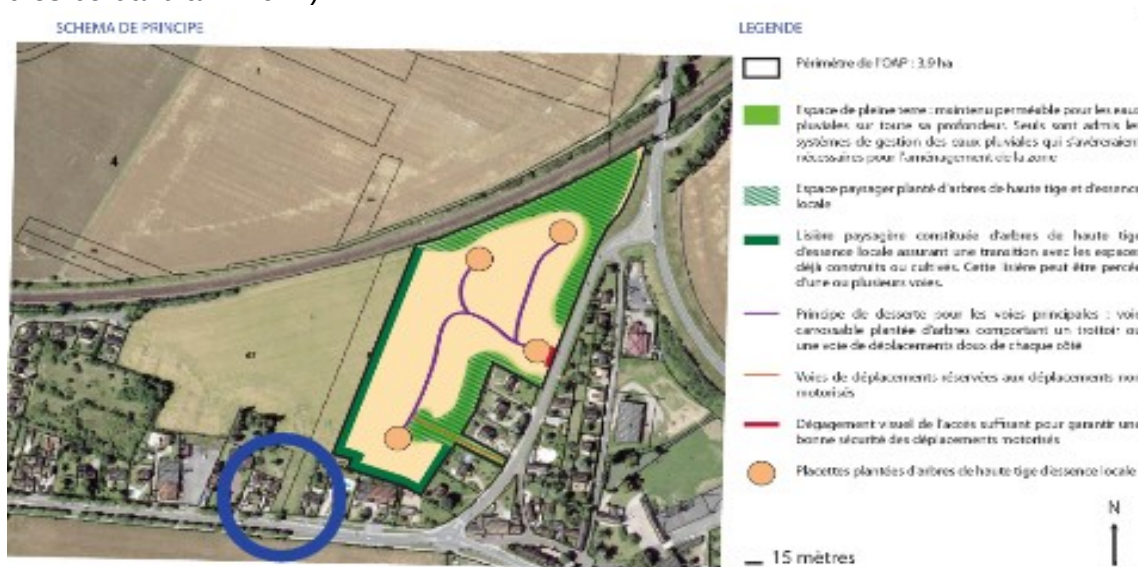 SCHEMA DE PRINCIPE
LEGENDE
Périmètre de l'OAP : 3.9 ha
Espace de pleine terre : maintenu perméable pour les eaux
pluviales sur toute sa profondeur. Seuls sont admis les
systèmes de gestion des eaux pluviales qui s'avèreraient
nécessaires pour l'aménagement de la zone
Espace paysager planté d'arbres de haute tige et d'essence
locale
Lisière paysagère constituée d'arbres de haute tige
d'essence locale assurant une transition avec les espaces
déjà construits ou cultivés. Cette lisière peut être percée
d'une ou plusieurs voies.
Principe de desserte pour les voies principales : voie
carrossable plantée d'arbres comportant un trottoir ou
une voie de déplacements doux de chaque côté
Voies de déplacements réservées aux déplacements non
motorisés
Dégagement visuel de l'accès suffisant pour garantir une
bonne sécurité des déplacements motorisés
Placettes plantées d'arbres de haute tige d'essence locale
N
15 mètres